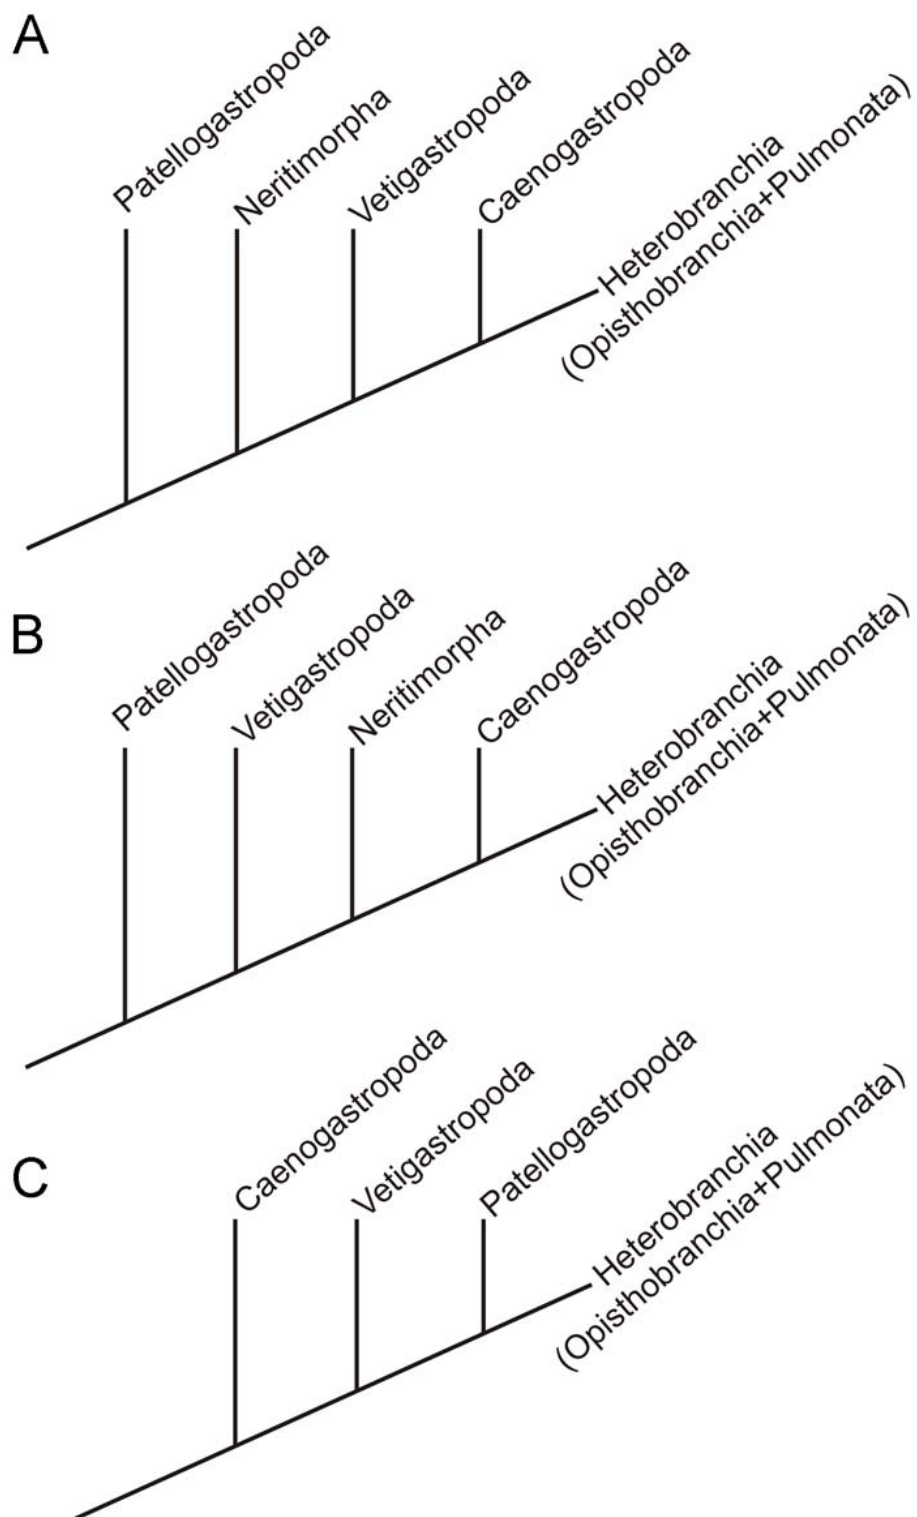 A
Patellogastropoda
Neritimorpha
Vetigastropoda
Caenogastropoda
Heterobranchia
(Opisthobranchia+Pulmonata)
B
Patellogastropoda
Vetigastropoda
Neritimorpha
Caenogastropoda
Heterobranchia
(Opisthobranchia+Pulmonata)
C
Caenogastropoda
Vetigastropoda
Patellogastropoda
Heterobranchia
(Opisthobranchia+Pulmonata)